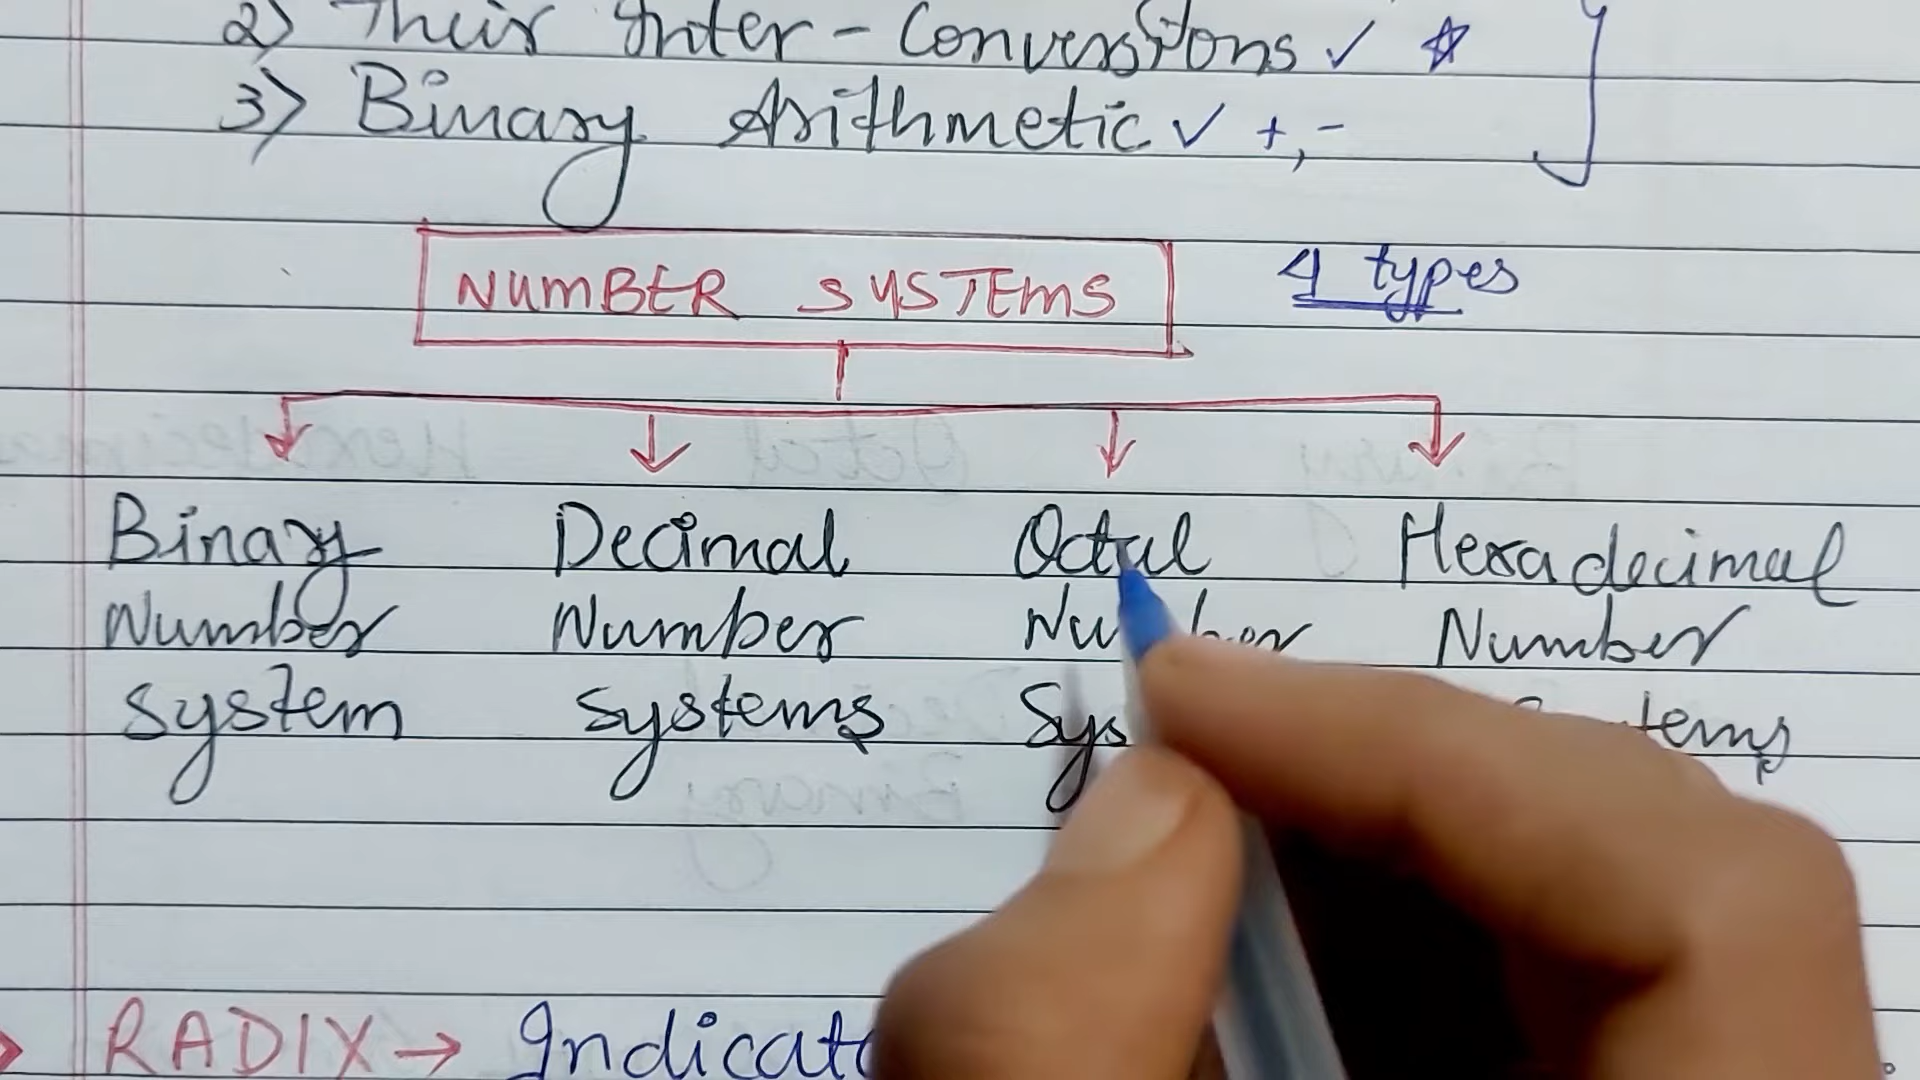 2) Their Inter - Conversions ✓ ☆
3) Binary Arithmetic ✓ +, -
NUMBER SYSTEMS 4 types
Binary Decimal Octal Hexadecimal
Number Number Number
System Systems Sys
RADIX →